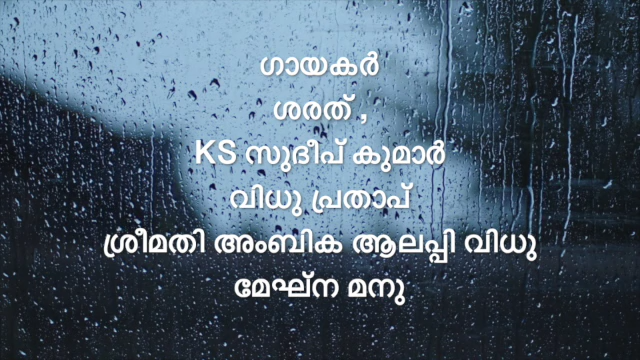 ഗായകർ
ശരത് ,
KS സുദീപ് കുമാർ
വിധു പ്രതാപ്
ശ്രീമതി അംബിക ആലപ്പി വിധു
മേഘ്ന മനു